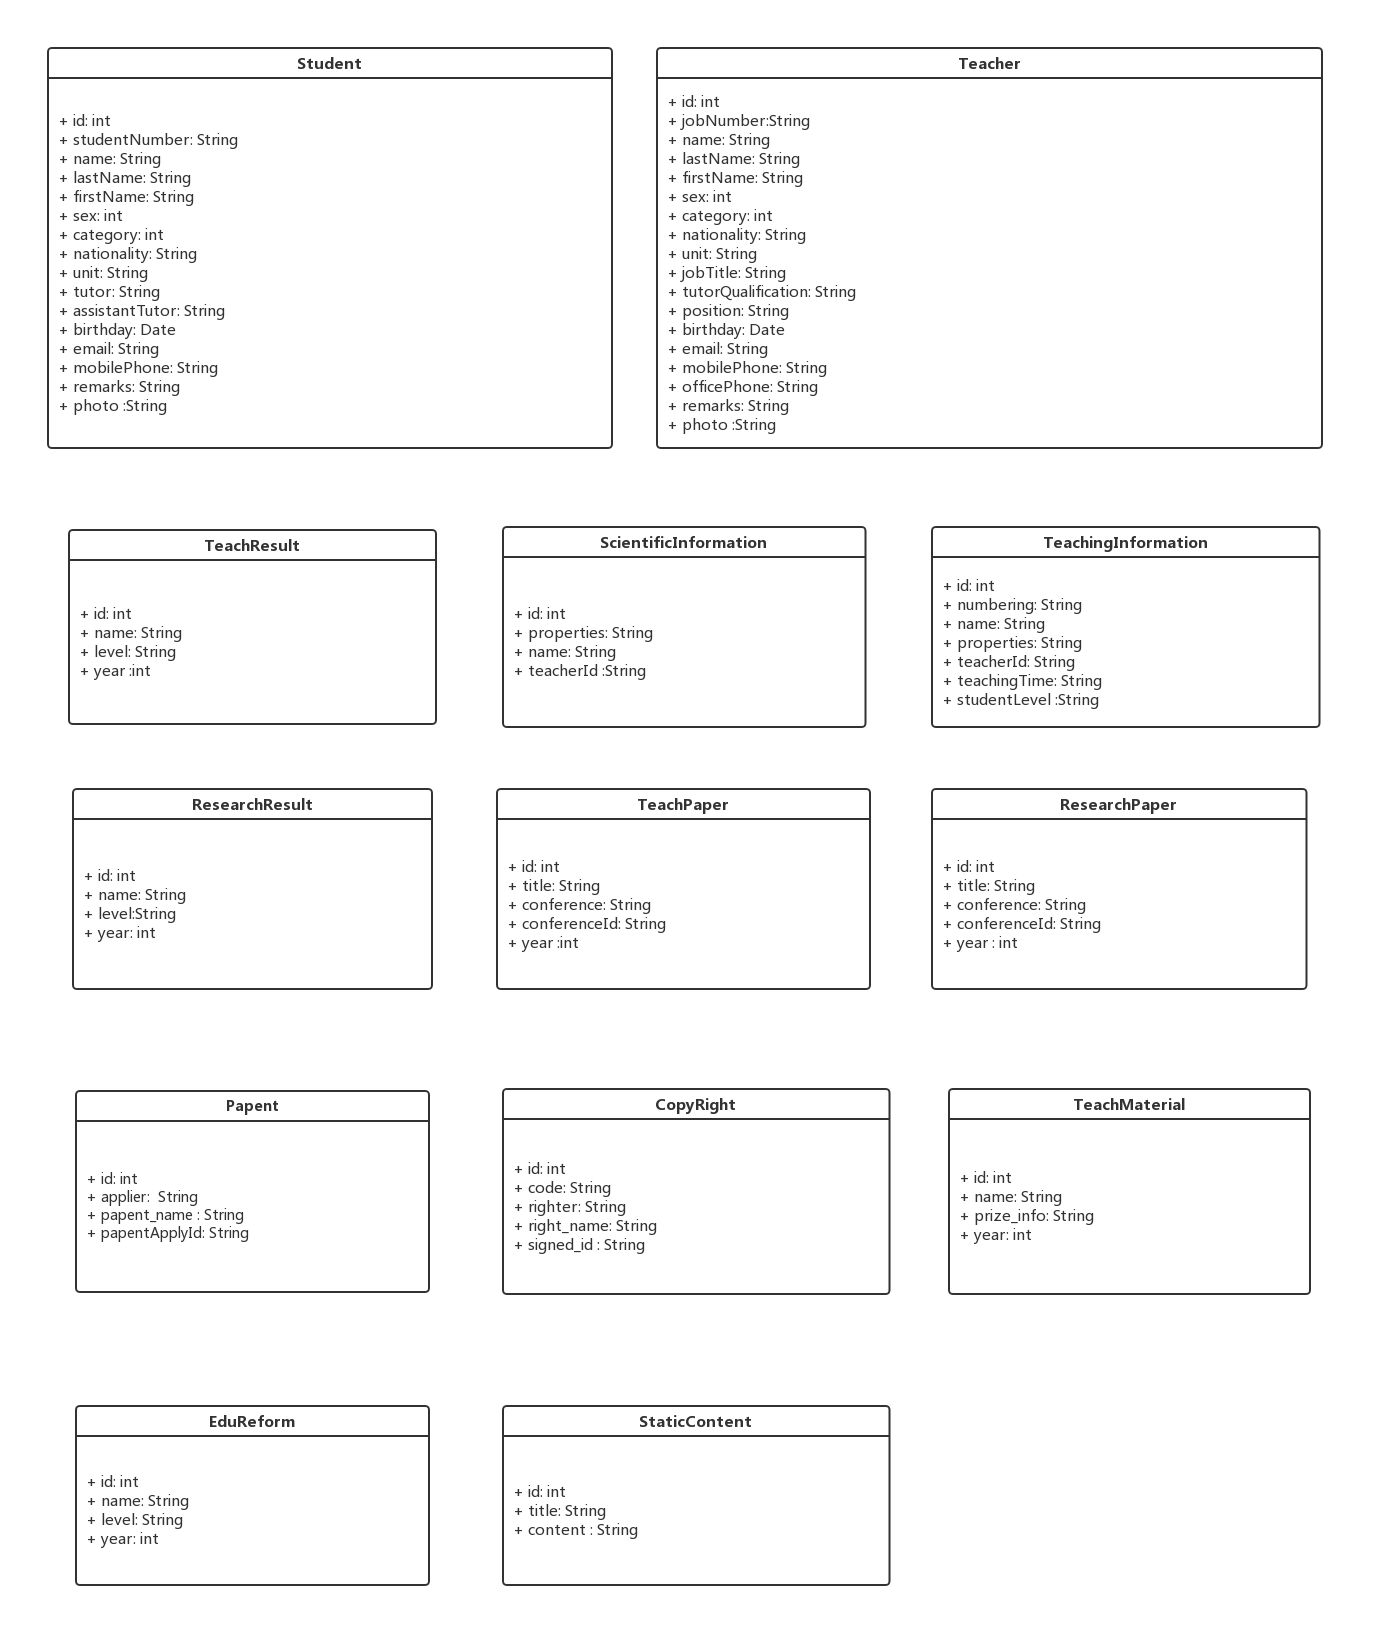 Student
+ id: int
+ studentNumber: String
+ name: String
+ lastName: String
+ firstName: String
+ sex: int
+ category: int
+ nationality: String
+ unit: String
+ tutor: String
+ assistantTutor: String
+ birthday: Date
+ email: String
+ mobilePhone: String
+ remarks: String
+ photo :String
Teacher
+ id: int
+ jobNumber:String
+ name: String
+ lastName: String
+ firstName: String
+ sex: int
+ category: int
+ nationality: String
+ unit: String
+ jobTitle: String
+ tutorQualification: String
+ position: String
+ birthday: Date
+ email: String
+ mobilePhone: String
+ officePhone: String
+ remarks: String
+ photo :String
TeachResult
+ id: int
+ name: String
+ level: String
+ year :int
ScientificInformation
+ id: int
+ properties: String
+ name: String
+ teacherId :String
TeachingInformation
+ id: int
+ numbering: String
+ name: String
+ properties: String
+ teacherId: String
+ teachingTime: String
+ studentLevel :String
ResearchResult
+ id: int
+ name: String
+ level:String
+ year: int
TeachPaper
+ id: int
+ title: String
+ conference: String
+ conferenceId: String
+ year :int
ResearchPaper
+ id: int
+ title: String
+ conference: String
+ conferenceId: String
+ year : int
Papent
+ id: int
+ applier:  String
+ papent_name : String
+ papentApplyId: String
CopyRight
+ id: int
+ code: String
+ righter: String
+ right_name: String
+ signed_id : String
TeachMaterial
+ id: int
+ name: String
+ prize_info: String
+ year: int
EduReform
+ id: int
+ name: String
+ level: String
+ year: int
StaticContent
+ id: int
+ title: String
+ content : String